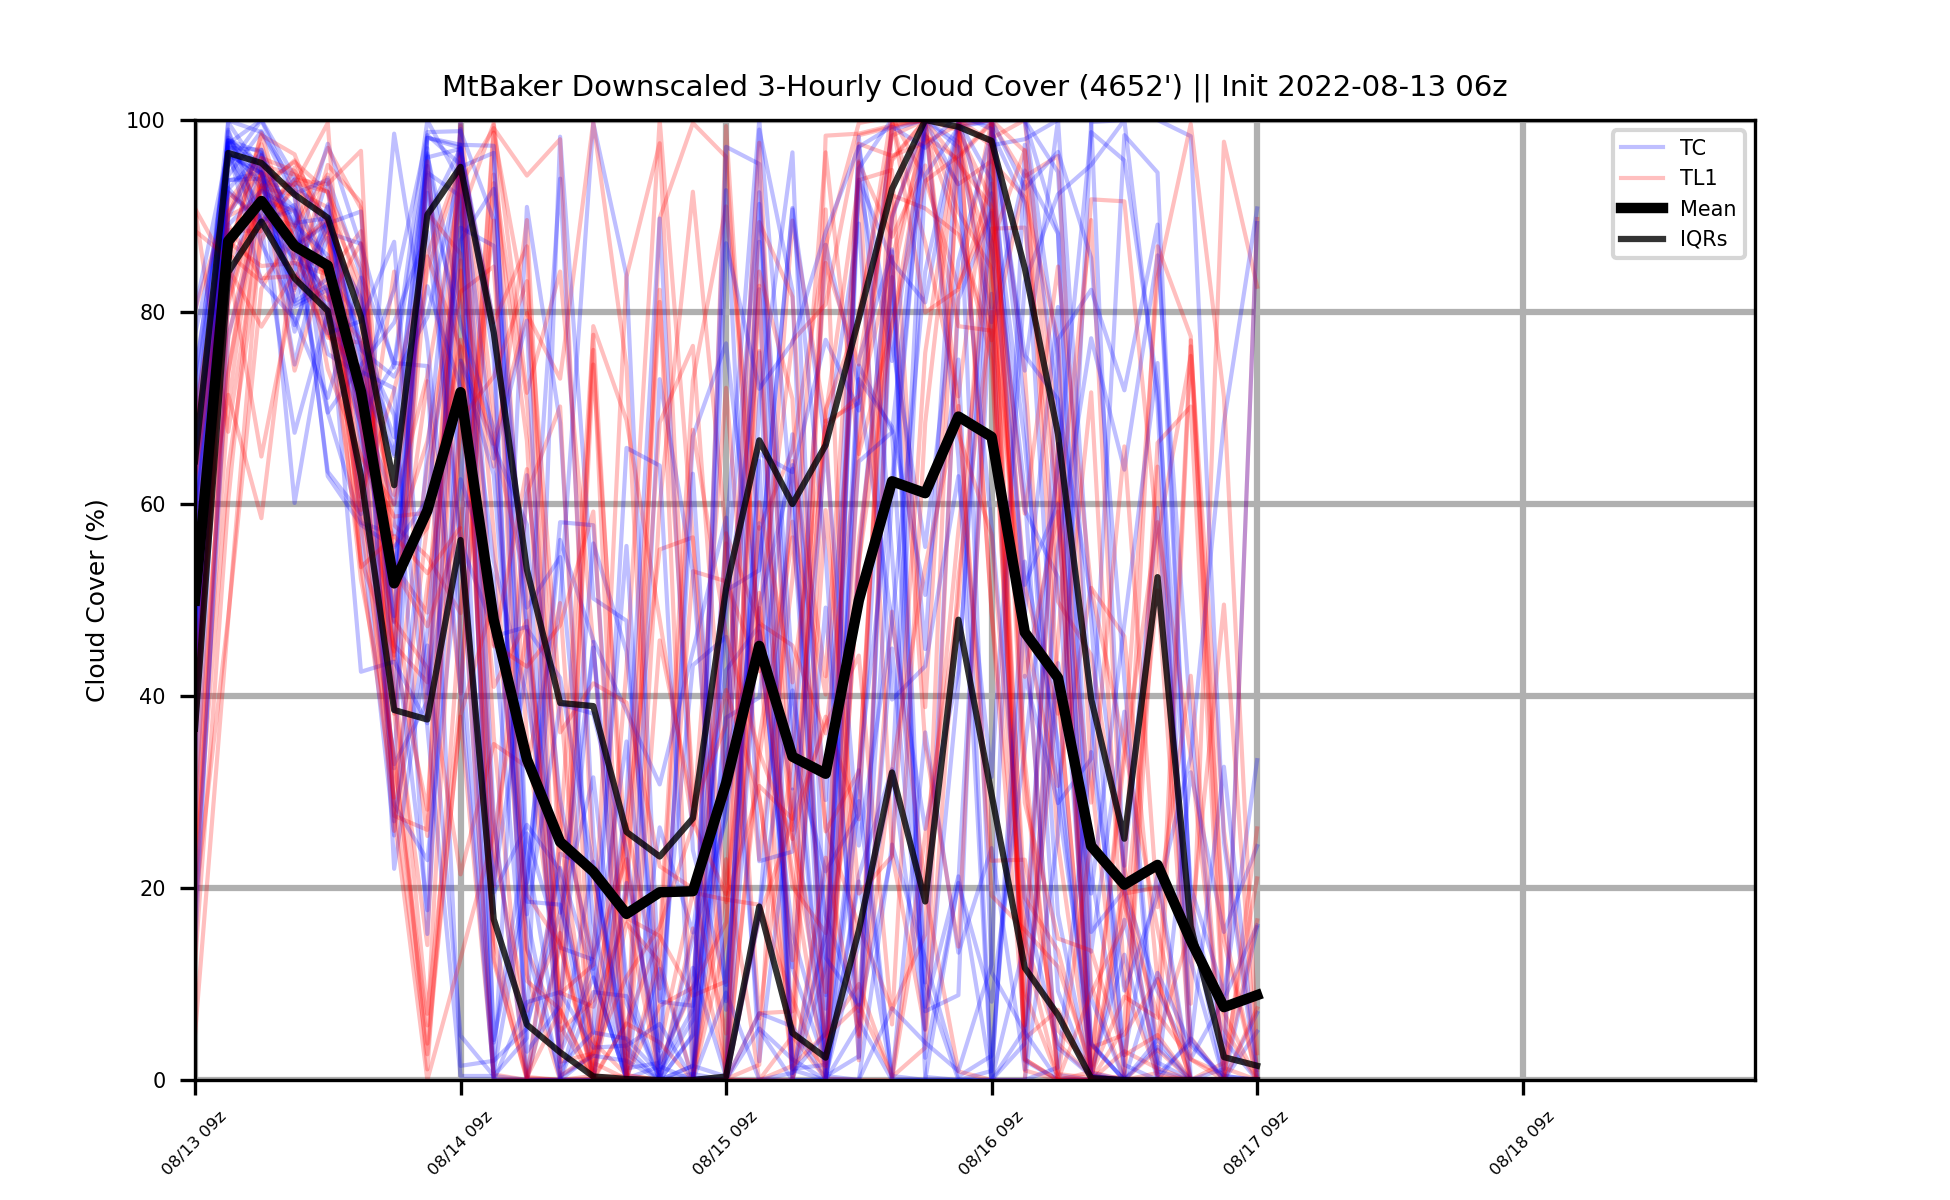 MtBaker Downscaled 3-Hourly Cloud Cover (4652') || Init 2022-08-13 06z
100
80
60
40
20
0
Cloud Cover (%)
TC
TL1
Mean
IQRs
08/13 09z
08/14 09z
08/15 09z
08/16 09z
08/17 09z
08/18 09z